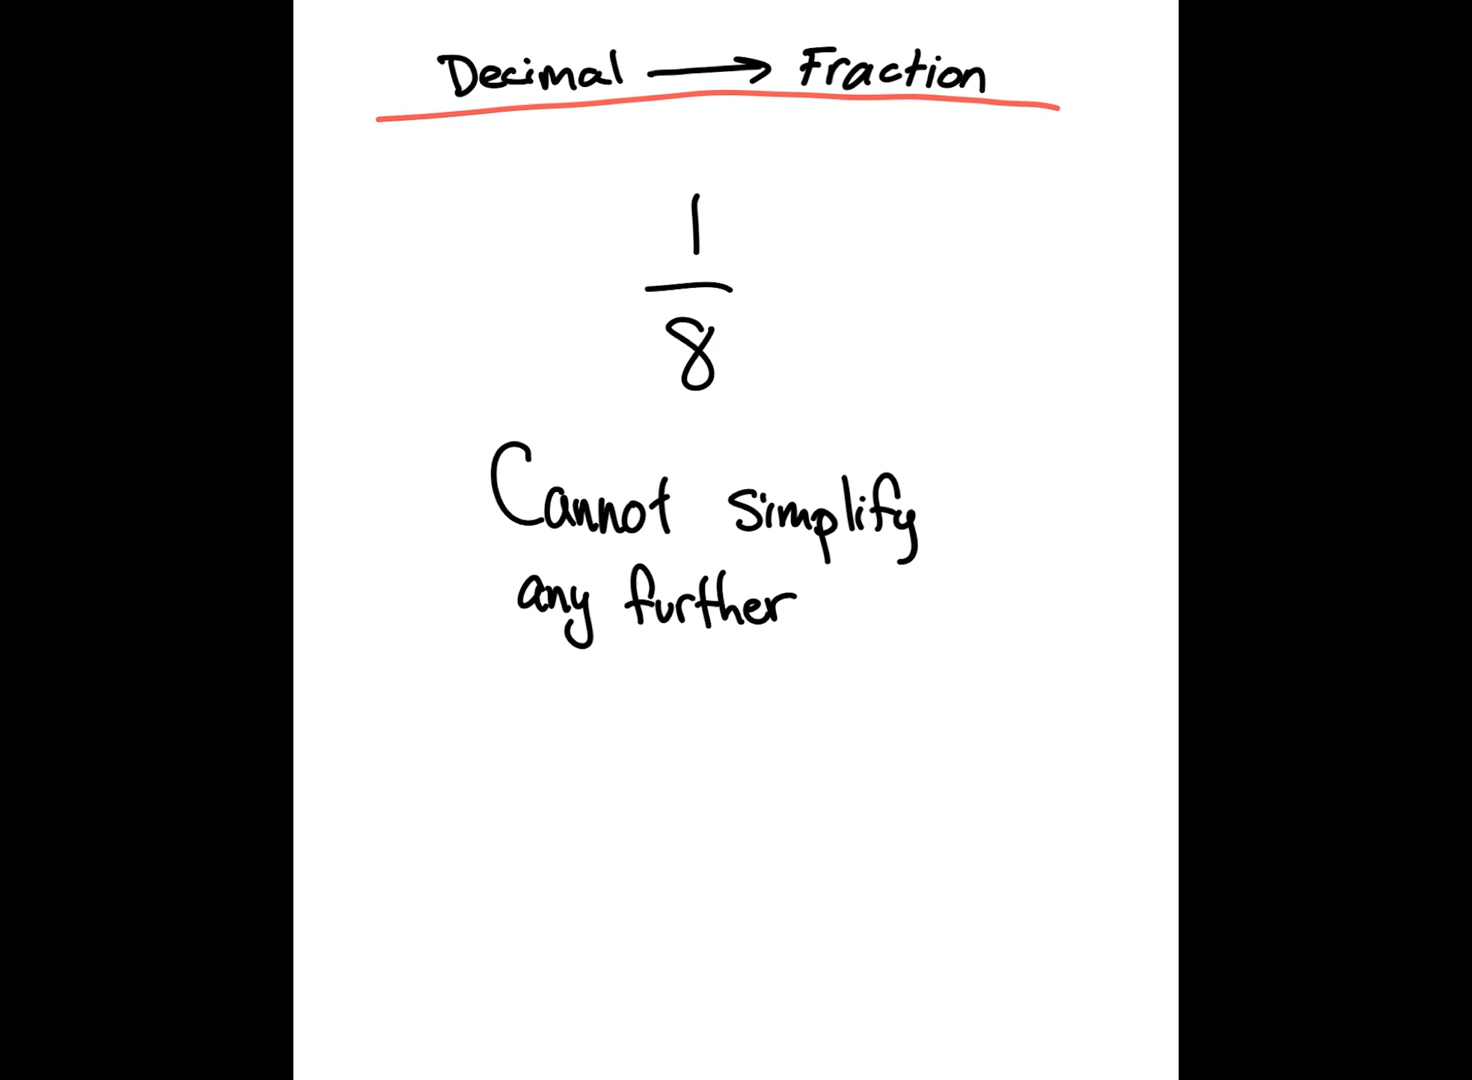 Decimal → Fraction
1
8
Cannot simplify
any further